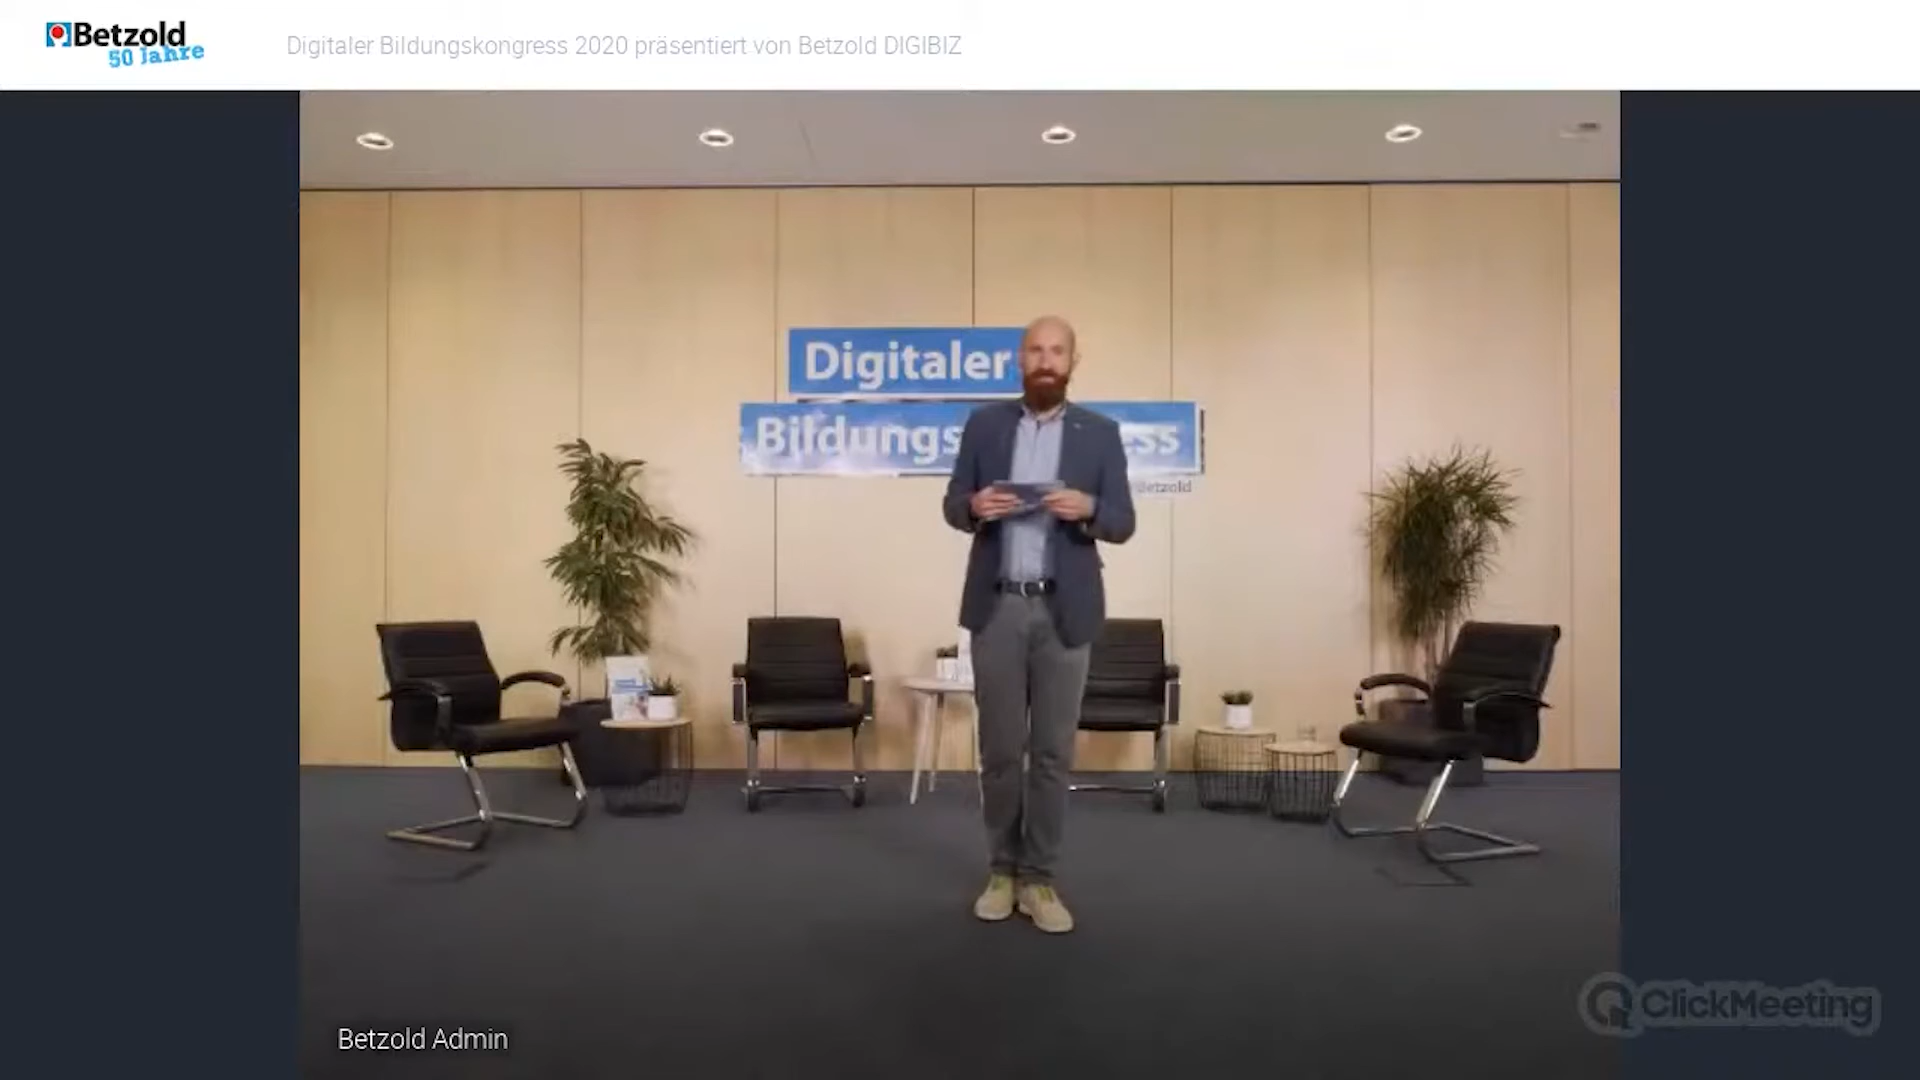 Betzold
50 Jahre
Digitaler Bildungskongress 2020 präsentiert von Betzold DIGIBIZ
Digitaler
Bildungs ess
Betzold
Betzold Admin
ClickMeeting